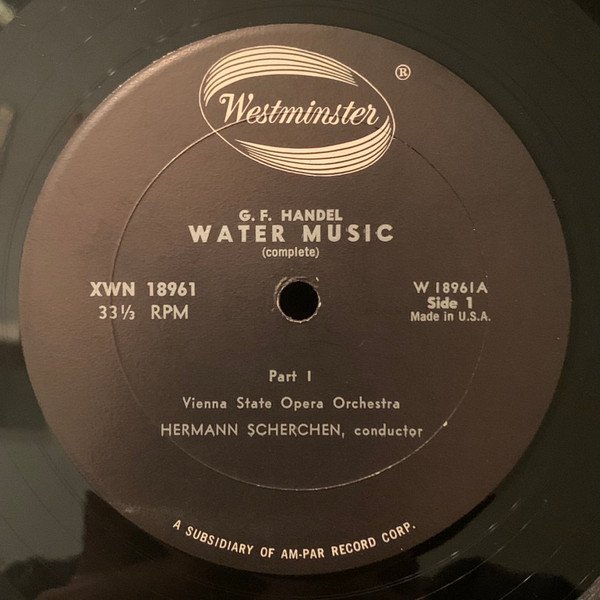 Westminster ®
G. F. HANDEL
WATER MUSIC
(complete)
XWN 18961
33⅓ RPM
W 18961A
Side 1
Made in U.S.A.
Part I
Vienna State Opera Orchestra
HERMANN SCHERCHEN, conductor
A SUBSIDIARY OF AM-PAR RECORD CORP.